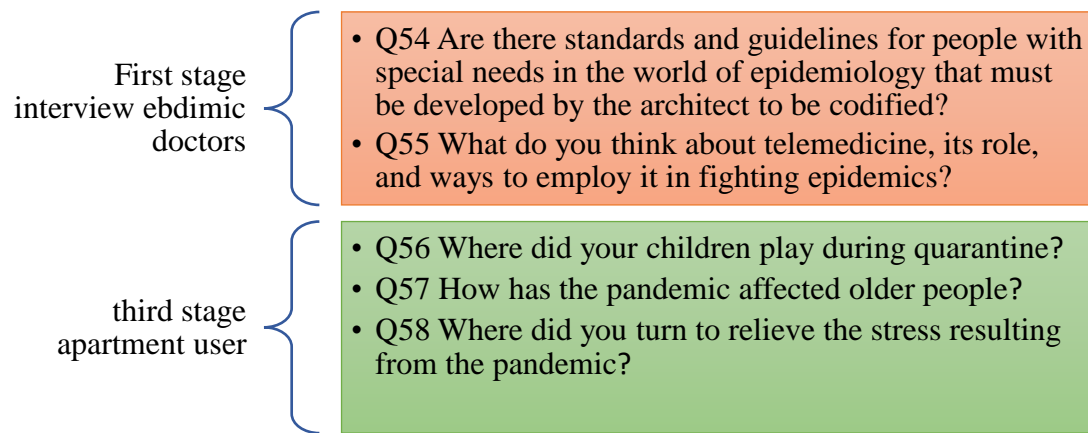 First stage
interview ebdimic
doctors
• Q54 Are there standards and guidelines for people with
special needs in the world of epidemiology that must
be developed by the architect to be codified?
• Q55 What do you think about telemedicine, its role,
and ways to employ it in fighting epidemics?
third stage
apartment user
• Q56 Where did your children play during quarantine?
• Q57 How has the pandemic affected older people?
• Q58 Where did you turn to relieve the stress resulting
from the pandemic?